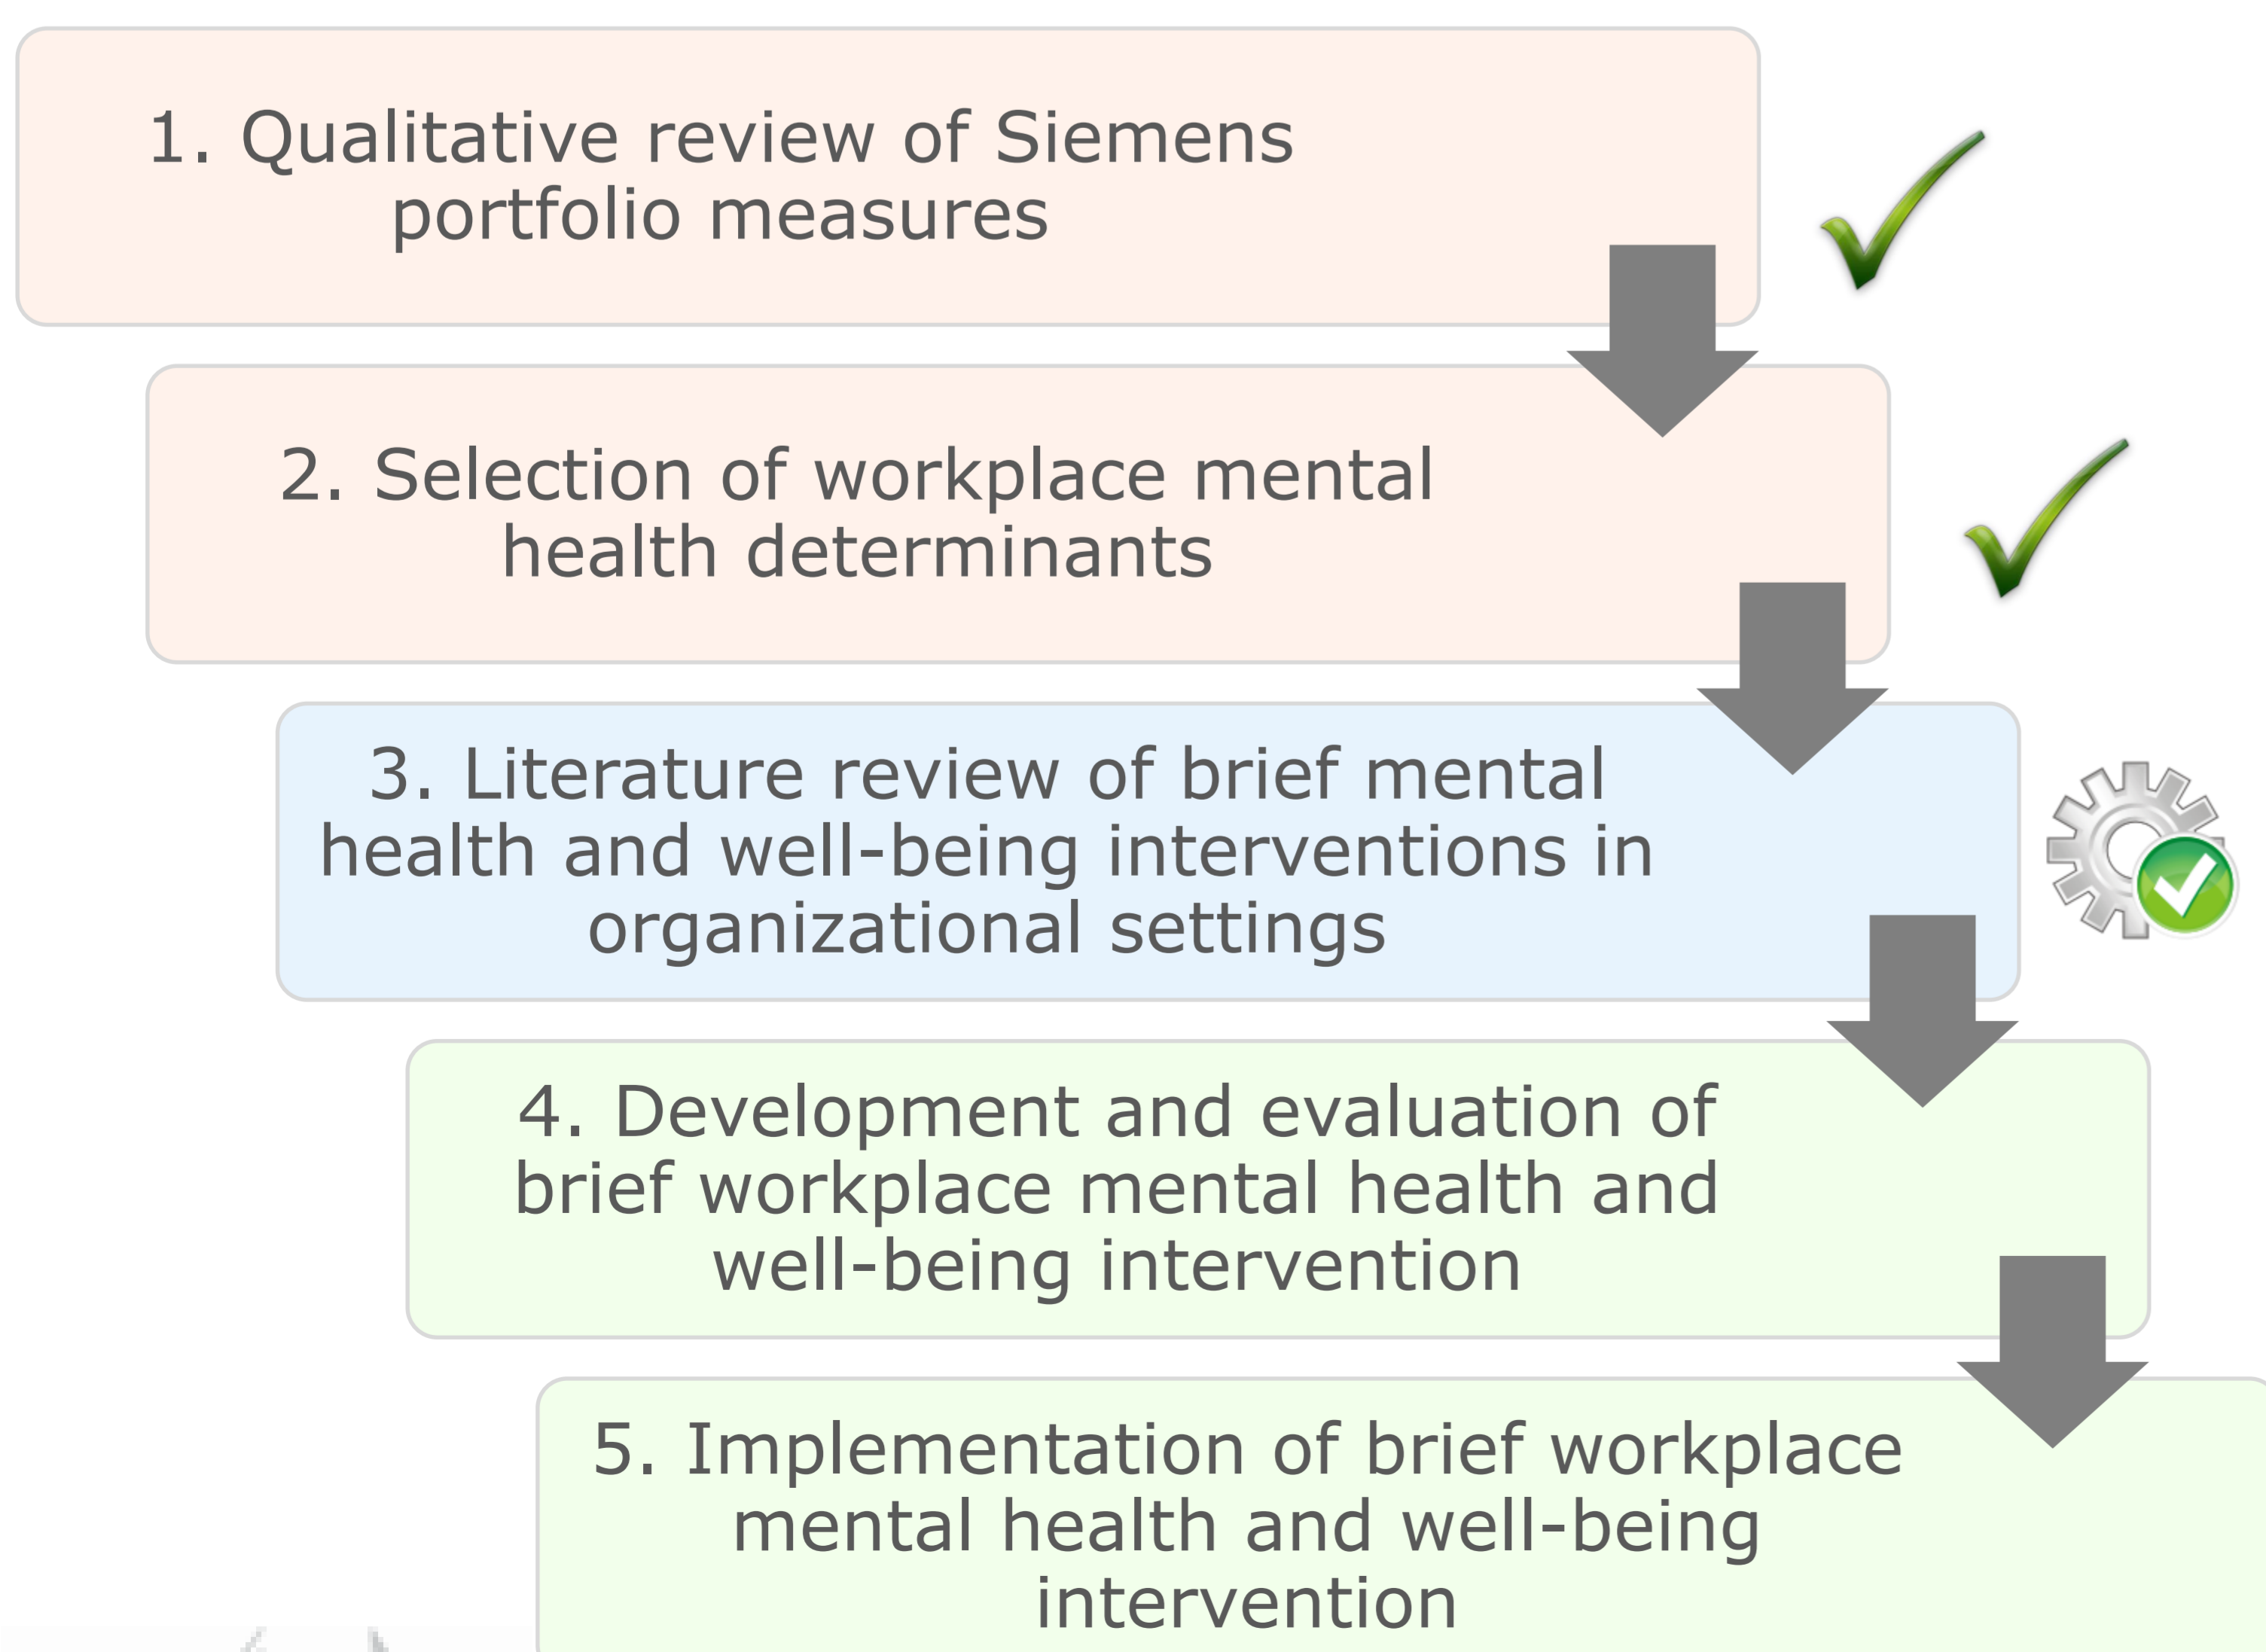 1. Qualitative review of Siemens
portfolio measures
2. Selection of workplace mental
health determinants
3. Literature review of brief mental
health and well-being interventions in
organizational settings
4. Development and evaluation of
brief workplace mental health and
well-being intervention
5. Implementation of brief workplace
mental health and well-being
intervention